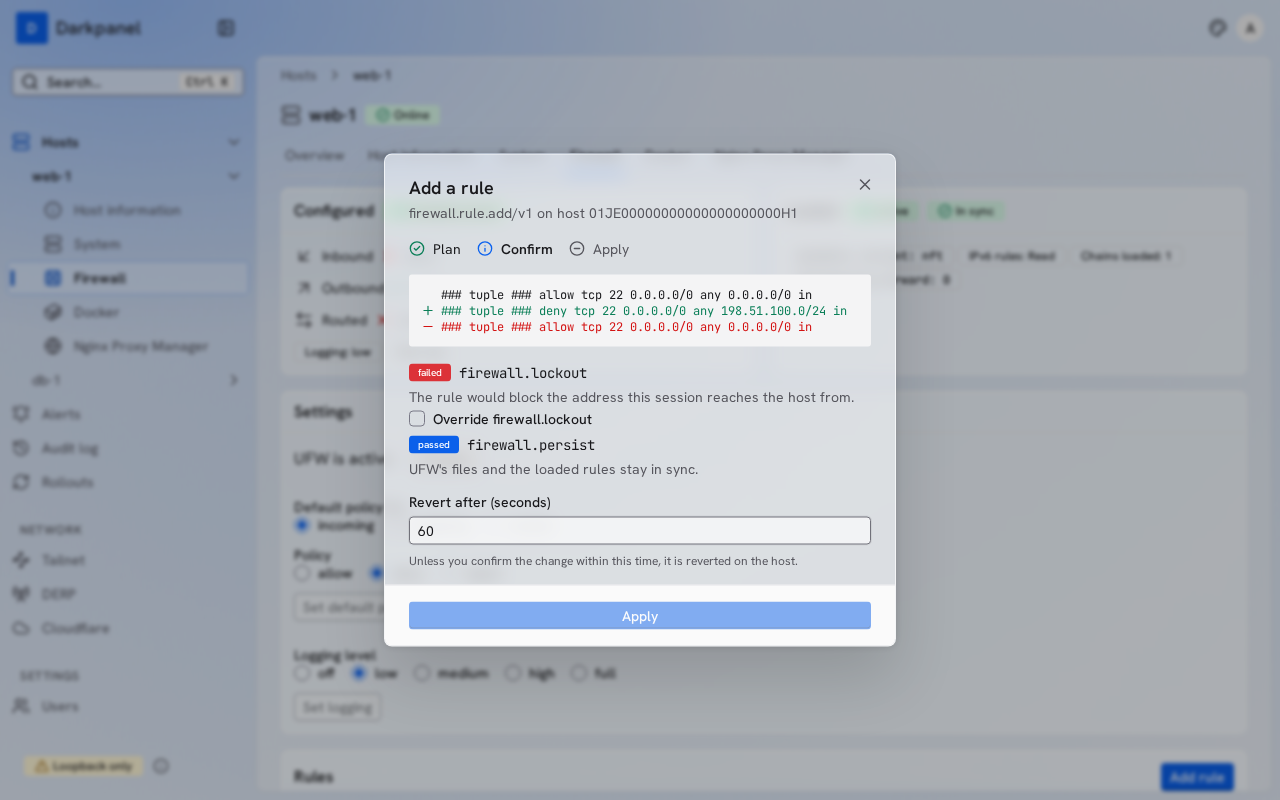 D Darkpanel
A
Search... Ctrl K
Hosts web-1
Hosts
web-1 Online
web-1
Overview
Host information
System
Firewall
Docker
Nginx Proxy Manager
db-1
Alerts
Audit log
Rollouts
NETWORK
Tailnet
DERP
Cloudflare
SETTINGS
Users
Loopback only
Configured
In sync
Inbound
Outbound
Routed
Logging low
IPv6 rules: Read
Chains loaded: 1
Settings
Default policy
incoming
Policy
allow
Logging level
off low medium high full
Set logging
Rules
Add rule
Add a rule
firewall.rule.add/v1 on host 01JE00000000000000000000H1
Plan Confirm Apply
### tuple ### allow tcp 22 0.0.0.0/0 any 0.0.0.0/0 in
+ ### tuple ### deny tcp 22 0.0.0.0/0 any 198.51.100.0/24 in
− ### tuple ### allow tcp 22 0.0.0.0/0 any 0.0.0.0/0 in
failed firewall.lockout
The rule would block the address this session reaches the host from.
Override firewall.lockout
passed firewall.persist
UFW's files and the loaded rules stay in sync.
Revert after (seconds)
60
Unless you confirm the change within this time, it is reverted on the host.
Apply